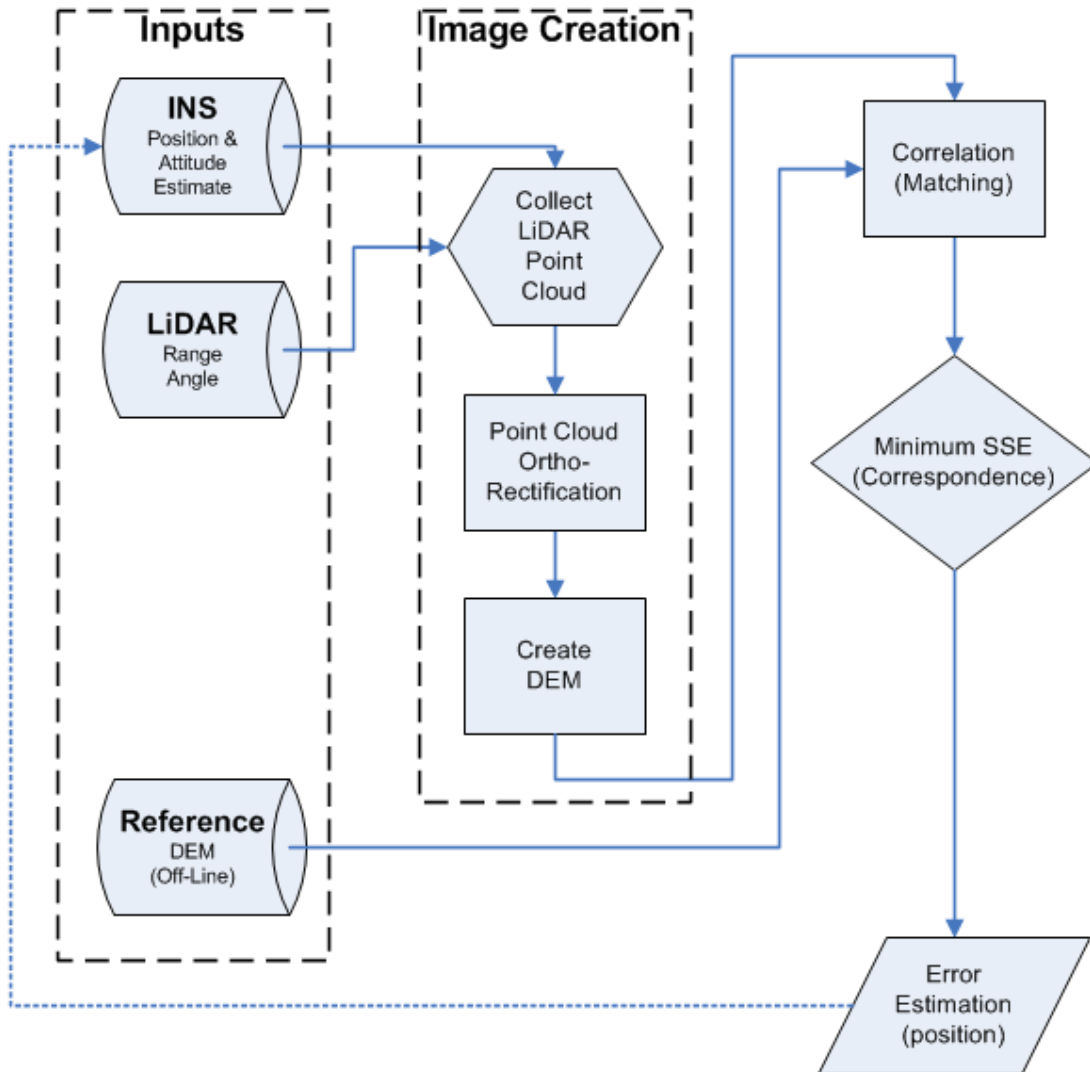 Inputs
INS
Position &
Attitude
Estimate
LiDAR
Range
Angle
Reference
DEM
(Off-Line)
Image Creation
Collect
LiDAR
Point
Cloud
Point Cloud
Ortho-
Rectification
Create
DEM
Correlation
(Matching)
Minimum SSE
(Correspondence)
Error
Estimation
(position)